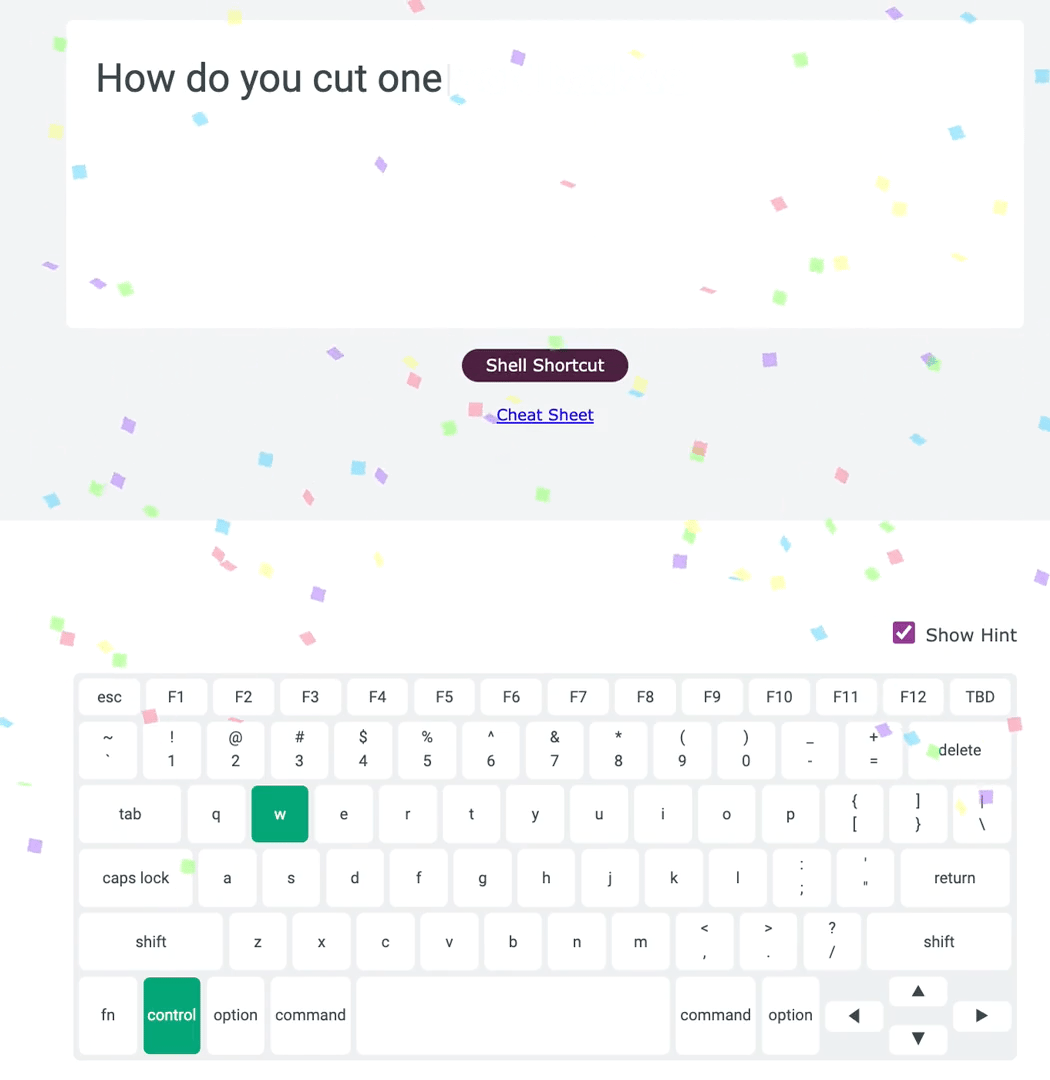 How do you cut one
Shell Shortcut
Cheat Sheet
Show Hint
esc F1 F2 F3 F4 F5 F6 F7 F8 F9 F10 F11 F12 TBD
~ ! @ # $ % ^ & * ( ) _ +
` 1 2 3 4 5 6 7 8 9 0 - = delete
tab q w e r t y u i o p { ] |
[ } \
caps lock a s d f g h j k l : ' return
; "
shift z x c v b n m < > ? shift
, . /
fn control option command command option ◀ ▲ ▼ ▶